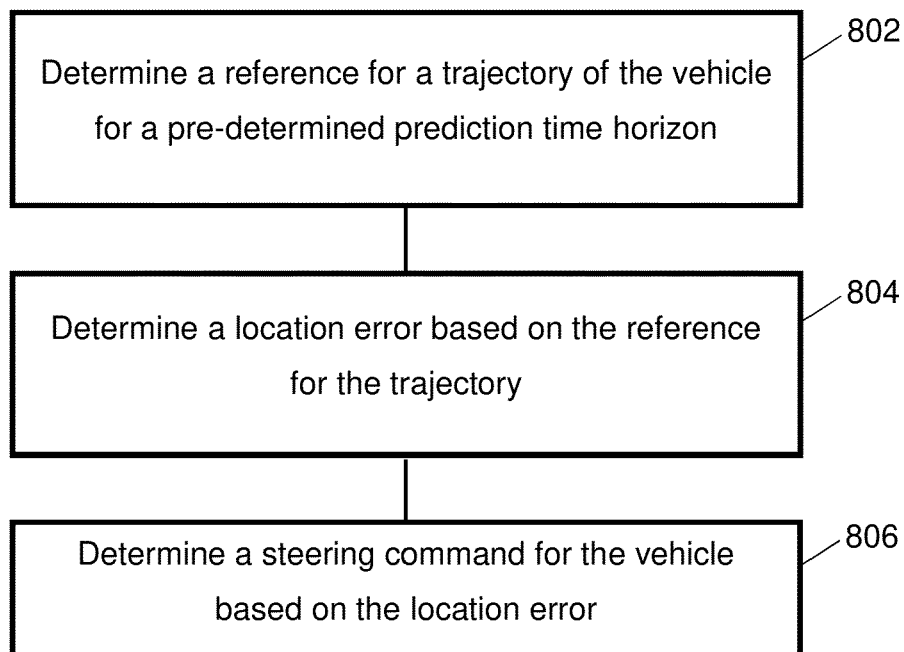 802
Determine a reference for a trajectory of the vehicle
for a pre-determined prediction time horizon
804
Determine a location error based on the reference
for the trajectory
806
Determine a steering command for the vehicle
based on the location error